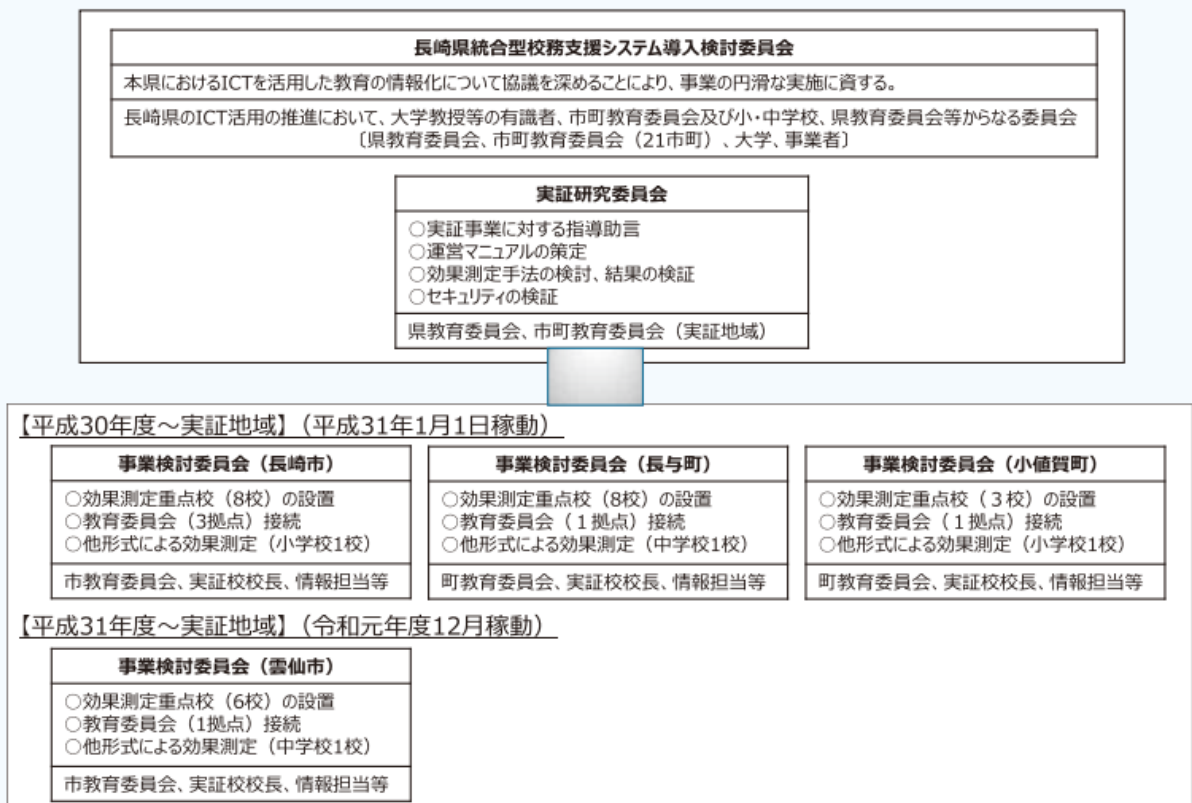 長崎県統合型校務支援システム導入検討委員会
本県におけるICTを活用した教育の情報化について協議を深めることにより、事業の円滑な実施に資する。
長崎県のICT活用の推進において、大学教授等の有識者、市町教育委員会及び小・中学校、県教育委員会等からなる委員会
〔県教育委員会、市町教育委員会（21市町）、大学、事業者〕
実証研究委員会
○実証事業に対する指導助言
○運営マニュアルの策定
○効果測定手法の検討、結果の検証
○セキュリティの検証
県教育委員会、市町教育委員会（実証地域）
【平成30年度～実証地域】（平成31年1月1日稼動）
事業検討委員会（長崎市）
○効果測定重点校（8校）の設置
○教育委員会（3拠点）接続
○他形式による効果測定（小学校1校）
市教育委員会、実証校校長、情報担当等
事業検討委員会（長与町）
○効果測定重点校（8校）の設置
○教育委員会（１拠点）接続
○他形式による効果測定（中学校1校）
町教育委員会、実証校校長、情報担当等
事業検討委員会（小値賀町）
○効果測定重点校（３校）の設置
○教育委員会（１拠点）接続
○他形式による効果測定（小学校1校）
町教育委員会、実証校校長、情報担当等
【平成31年度～実証地域】（令和元年度12月稼動）
事業検討委員会（雲仙市）
○効果測定重点校（6校）の設置
○教育委員会（1拠点）接続
○他形式による効果測定（中学校1校）
市教育委員会、実証校校長、情報担当等